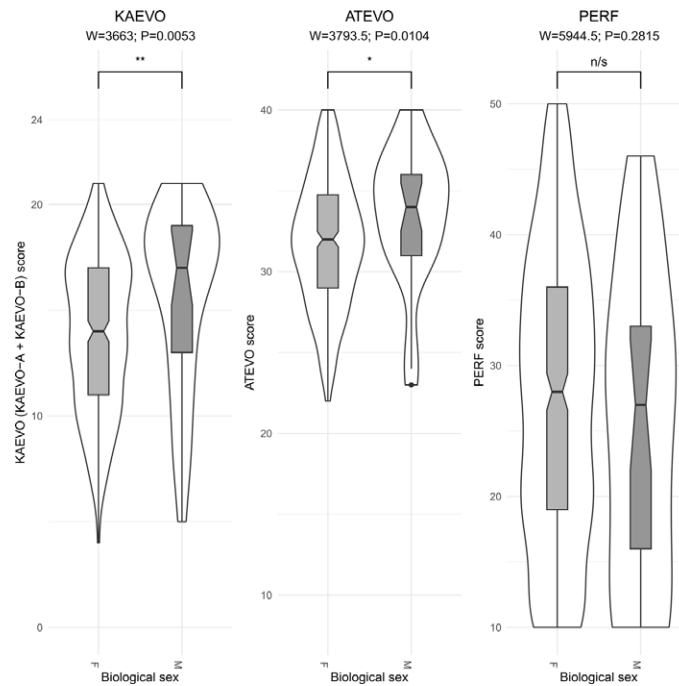 KAEVO
W=3663; P=0.0053
**
24
20
10
0
KAEVO (KAEVO-A + KAEVO-B) score
F
M
Biological sex
ATEVO
W=3793.5; P=0.0104
*
40
30
20
10
ATEVO score
F
M
Biological sex
PERF
W=5944.5; P=0.2815
n/s
50
40
30
20
10
PERF score
F
M
Biological sex